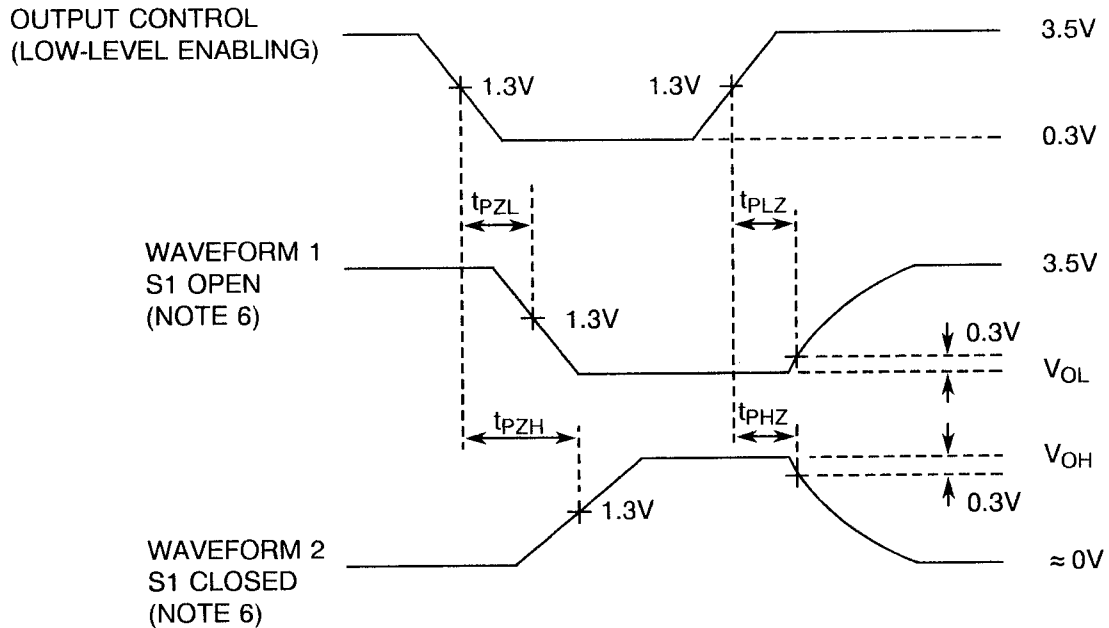 OUTPUT CONTROL
(LOW-LEVEL ENABLING)
3.5V
1.3V
1.3V
0.3V
tPZL
tPLZ
WAVEFORM 1
S1 OPEN
(NOTE 6)
3.5V
1.3V
0.3V
VOL
tPZH
tPHZ
VOH
1.3V
0.3V
WAVEFORM 2
S1 CLOSED
(NOTE 6)
≈ 0V